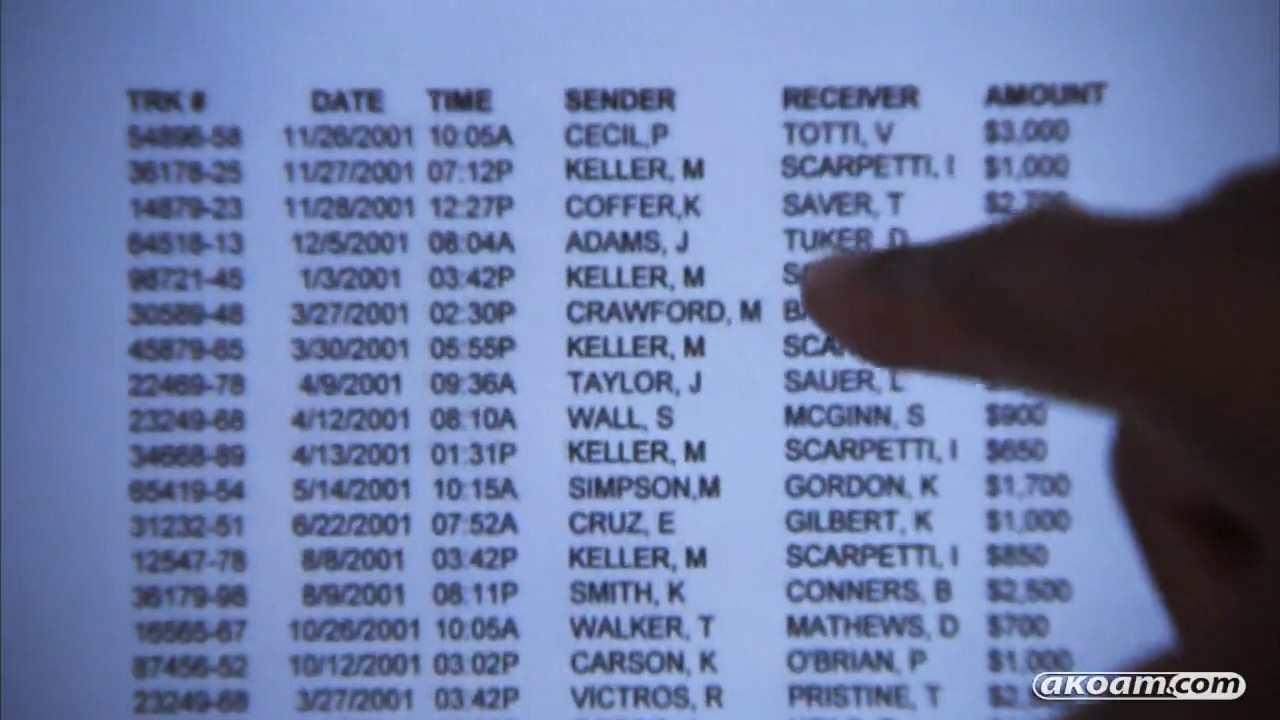 TRK # DATE TIME SENDER RECEIVER AMOUNT
54896-58 11/26/2001 10:05A CECIL,P TOTTI, V $3,000
36178-25 11/27/2001 07:12P KELLER, M SCARPETTI, I $1,000
14879-23 11/28/2001 12:27P COFFER,K SAVER, T
64518-13 12/5/2001 08:04A ADAMS, J TUKER, D
98721-45 1/3/2001 03:42P KELLER, M
30589-48 3/27/2001 02:30P CRAWFORD, M
45879-65 3/30/2001 05:55P KELLER, M
22469-78 4/9/2001 09:36A TAYLOR, J SAUER, L
23249-68 4/12/2001 08:10A WALL, S MCGINN, S $900
34668-89 4/13/2001 01:31P KELLER, M SCARPETTI, I $650
65419-54 5/14/2001 10:15A SIMPSON,M GORDON, K $1,700
31232-51 6/22/2001 07:52A CRUZ, E GILBERT, K $1,000
12547-78 8/8/2001 03:42P KELLER, M SCARPETTI, I $850
36179-98 8/9/2001 08:11P SMITH, K CONNERS, B $2,500
16565-67 10/26/2001 10:05A WALKER, T MATHEWS, D $700
87456-52 10/12/2001 03:02P CARSON, K O'BRIAN, P $1,000
23249-68 3/27/2001 03:42P VICTROS, R PRISTINE, T
akoam.com